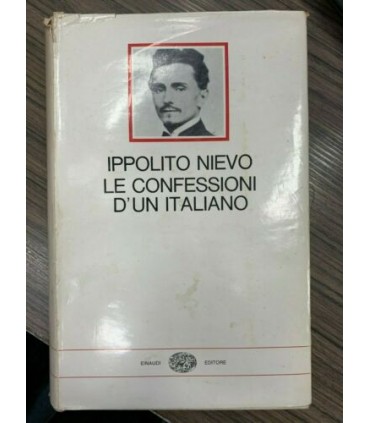 IPPOLITO NIEVO
LE CONFESSIONI
D'UN ITALIANO
EINAUDI EDITORE